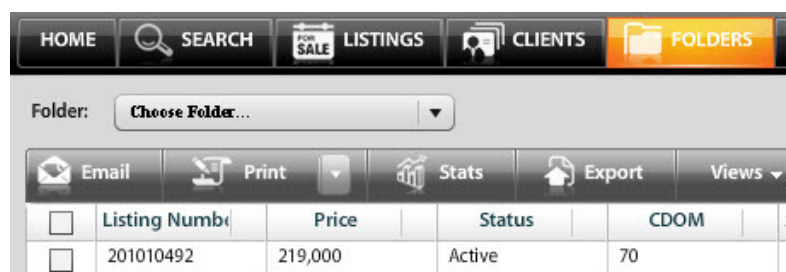 HOME SEARCH FOR SALE LISTINGS CLIENTS FOLDERS
Folder: Choose Folder...
Email Print Stats Export Views
Listing Numbe Price Status CDOM
201010492 219,000 Active 70